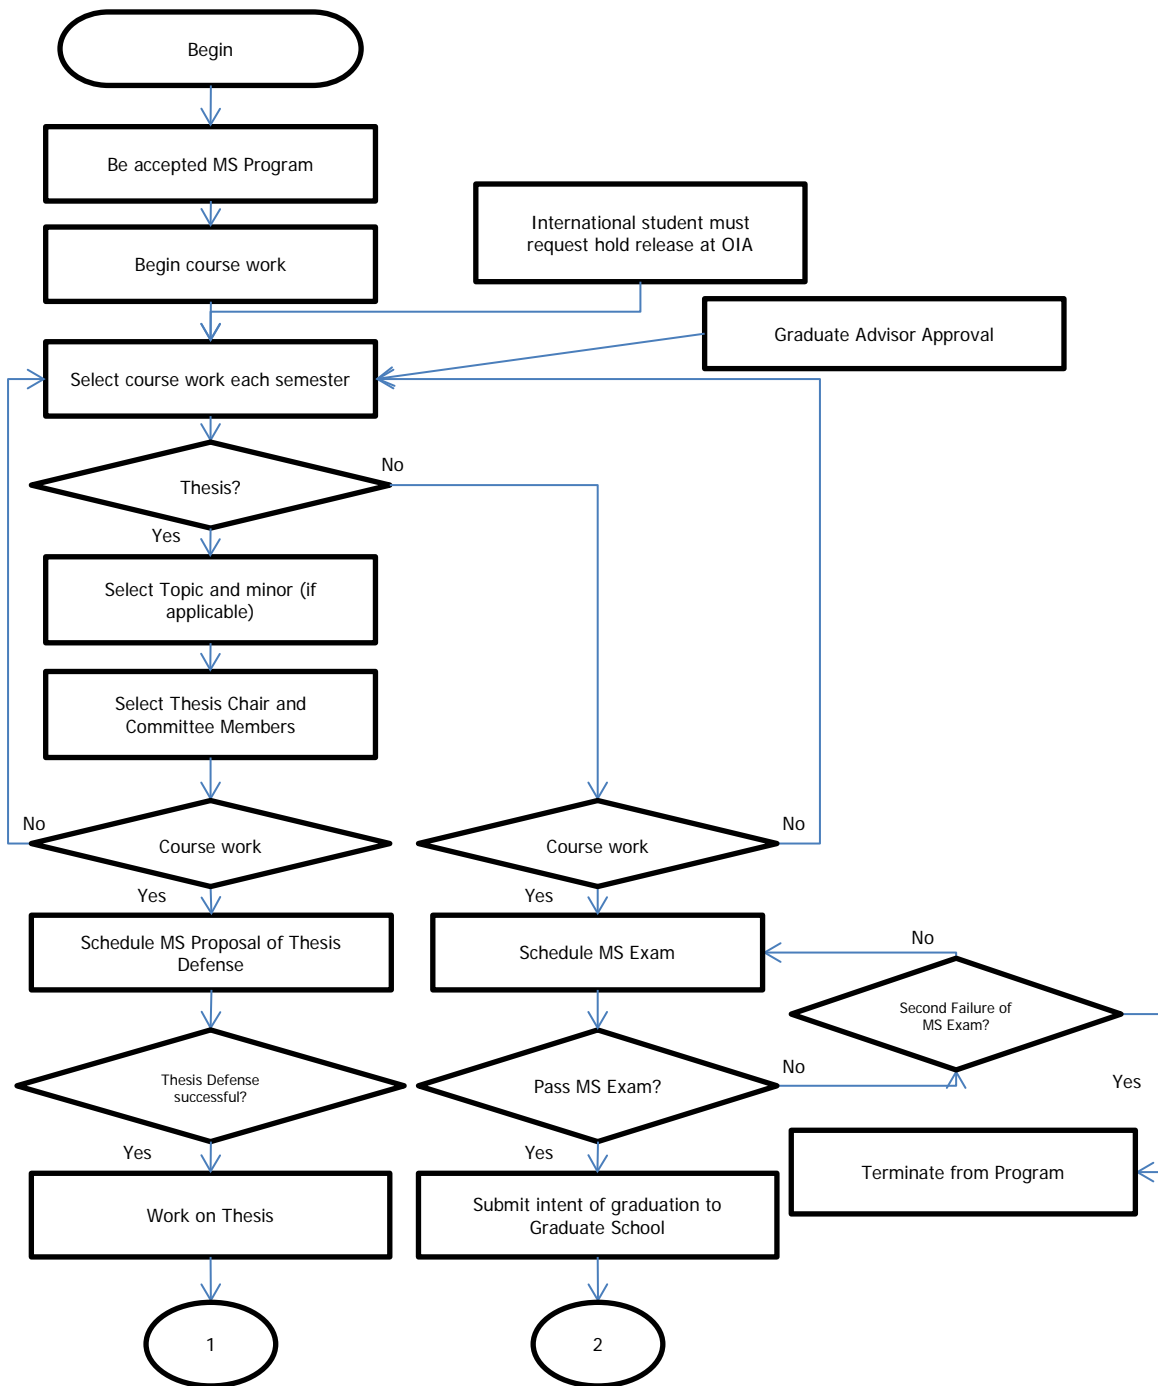 Begin
Be accepted MS Program
International student must
request hold release at OIA
Begin course work
Graduate Advisor Approval
Select course work each semester
No
Thesis?
Yes
Select Topic and minor (if
applicable)
Select Thesis Chair and
Committee Members
No
Course work
Course work
No
Yes
Yes
Schedule MS Proposal of Thesis
Defense
Schedule MS Exam
No
Second Failure of
MS Exam?
Thesis Defense
successful?
Pass MS Exam?
No
Yes
Yes
Yes
Terminate from Program
Work on Thesis
Submit intent of graduation to
Graduate School
1
2